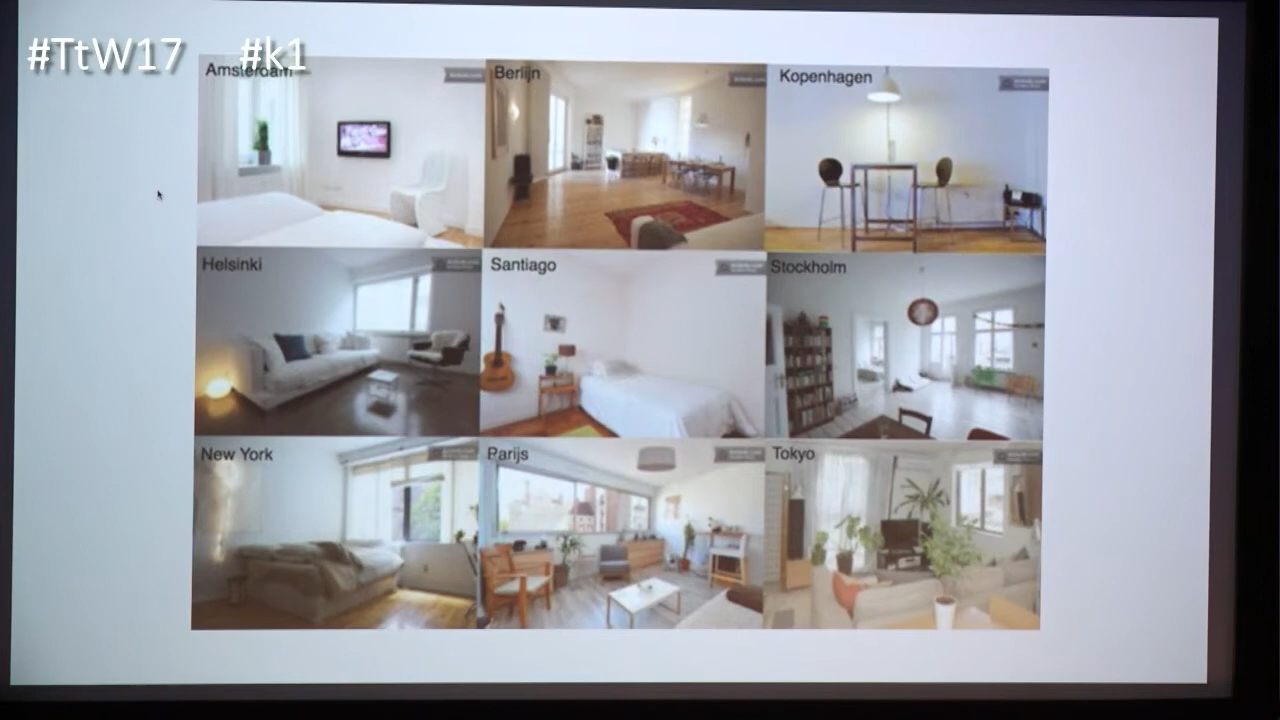 #TtW17 #k1
Amsterdam
Berlijn
Kopenhagen
Helsinki
Santiago
Stockholm
New York
Parijs
Tokyo